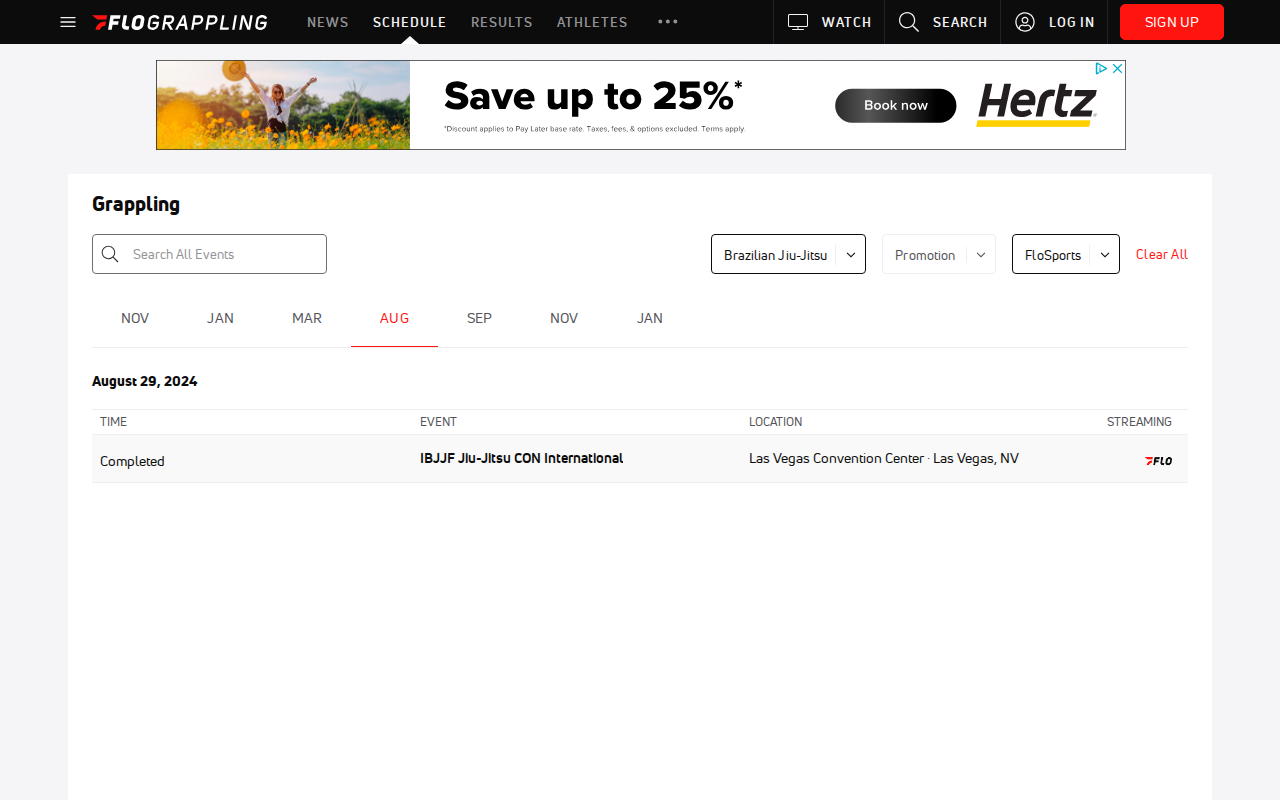 FLOGRAPPLING NEWS SCHEDULE RESULTS ATHLETES WATCH SEARCH LOG IN SIGN UP
Save up to 25%*
*Discount applies to Pay Later base rate. Taxes, fees, & options excluded. Terms apply.
Book now
Hertz
Grappling
Search All Events
Brazilian Jiu-Jitsu
Promotion
FloSports
Clear All
NOV JAN MAR AUG SEP NOV JAN
August 29, 2024
TIME EVENT LOCATION STREAMING
Completed IBJJF Jiu-Jitsu CON International Las Vegas Convention Center · Las Vegas, NV FLO